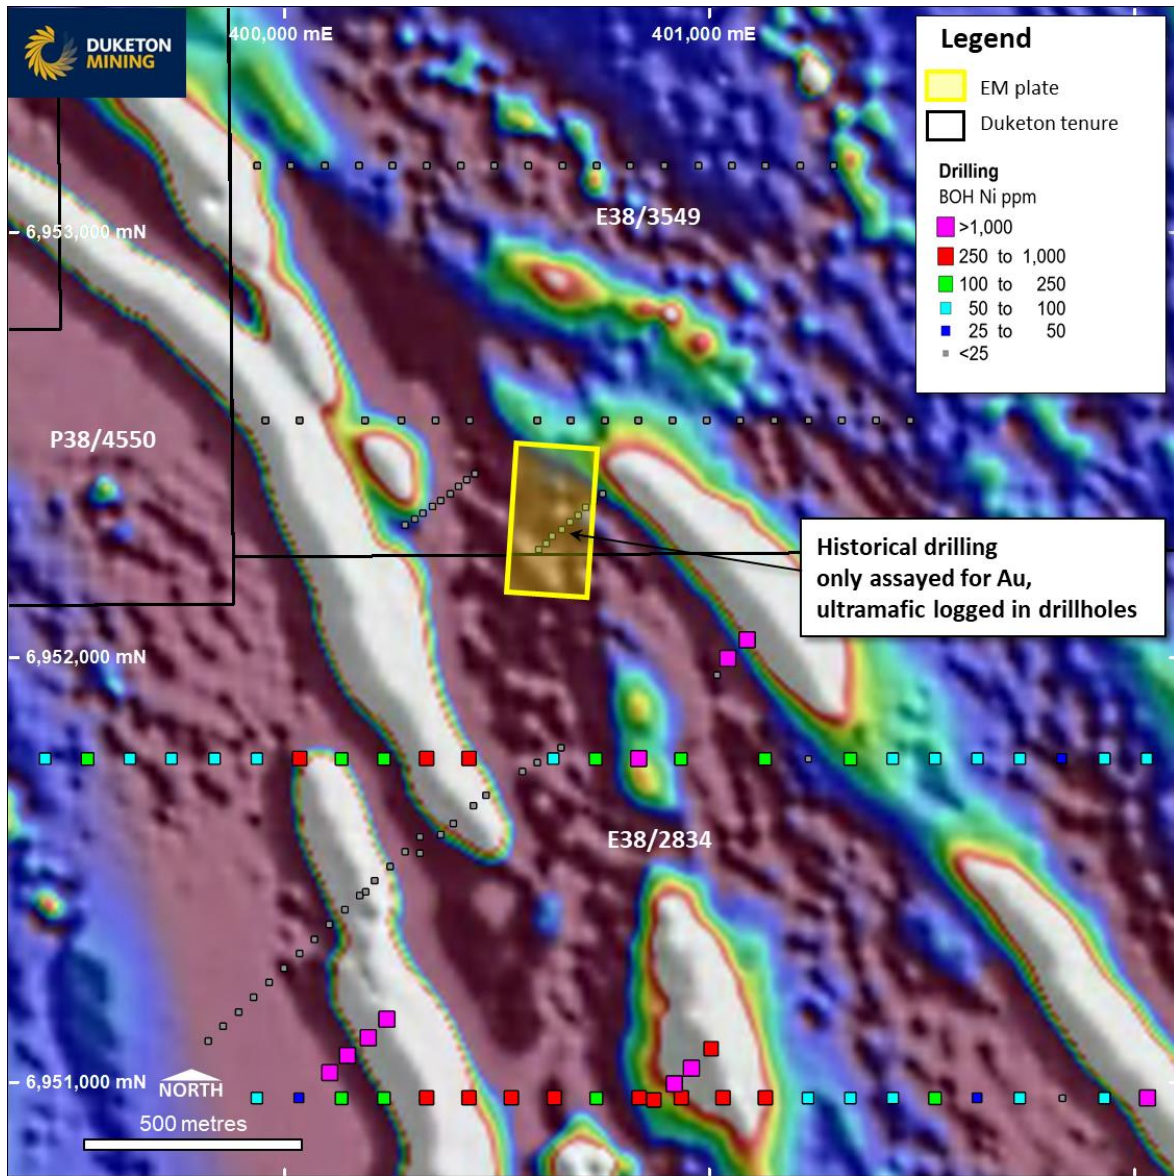 DUKETON
MINING
400,000 mE
401,000 mE
Legend
EM plate
Duketon tenure
Drilling
BOH Ni ppm
>1,000
250 to 1,000
100 to 250
50 to 100
25 to 50
<25
E38/3549
6,953,000 mN
P38/4550
Historical drilling
only assayed for Au,
ultramafic logged in drillholes
6,952,000 mN
E38/2834
6,951,000 mN
NORTH
500 metres